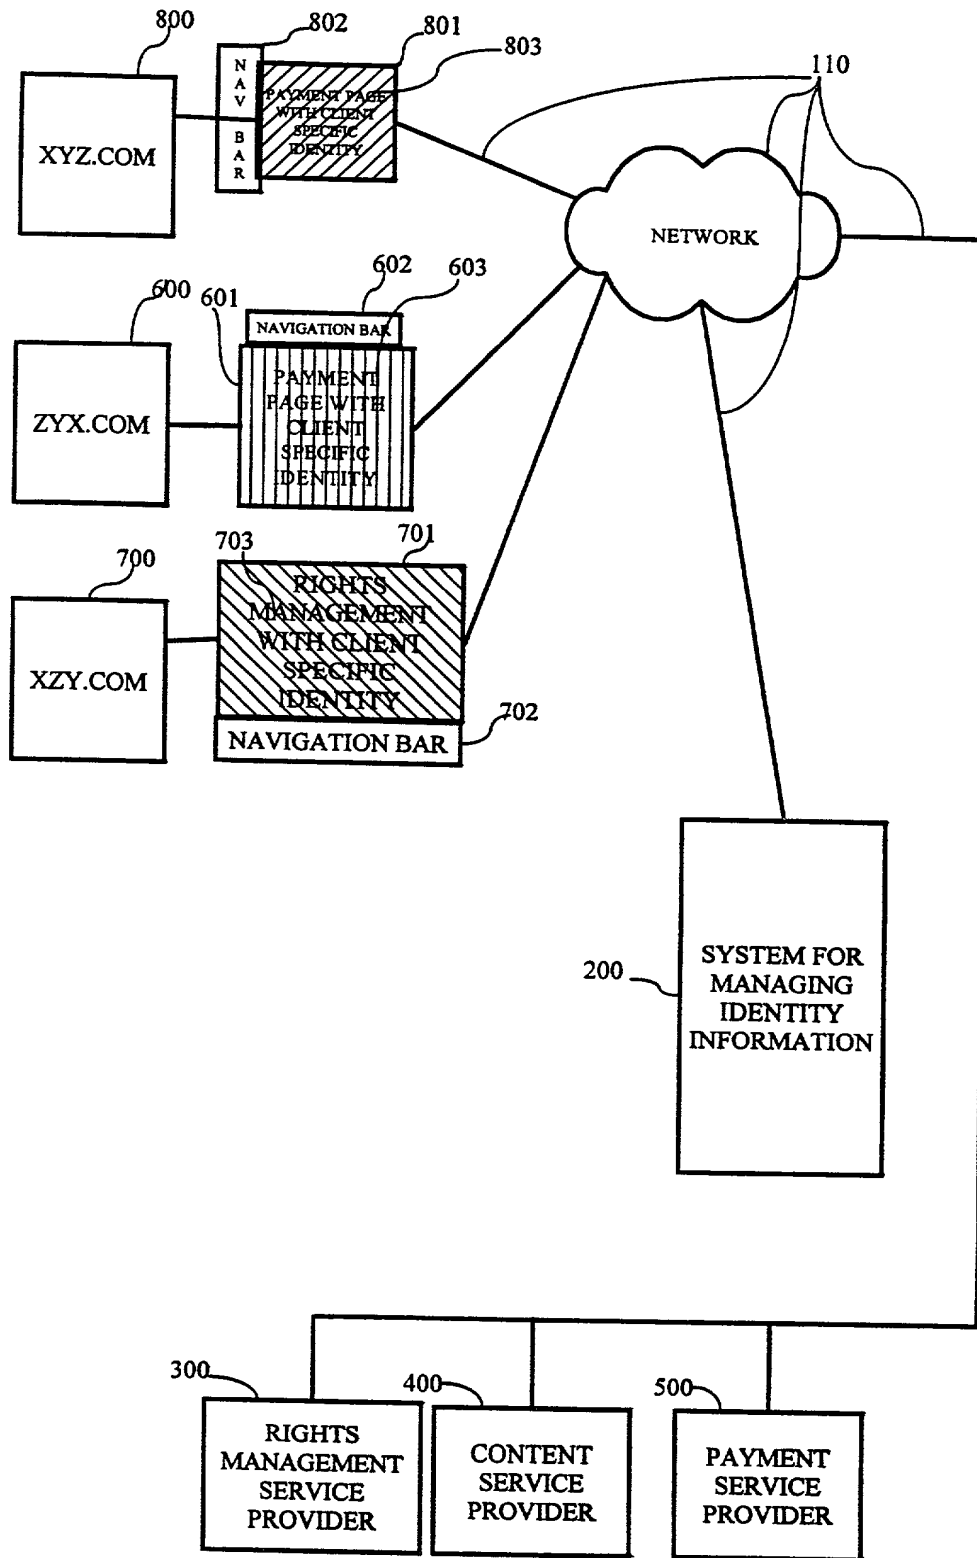 800
802
801
803
110
XYZ.COM
NAV BAR
PAYMENT PAGE
WITH CLIENT
SPECIFIC
IDENTITY
NETWORK
600
601
602
603
ZYX.COM
NAVIGATION BAR
PAYMENT
PAGE WITH
CLIENT
SPECIFIC
IDENTITY
700
703
701
XZY.COM
RIGHTS
MANAGEMENT
WITH CLIENT
SPECIFIC
IDENTITY
702
NAVIGATION BAR
200
SYSTEM FOR
MANAGING
IDENTITY
INFORMATION
300
RIGHTS
MANAGEMENT
SERVICE
PROVIDER
400
CONTENT
SERVICE
PROVIDER
500
PAYMENT
SERVICE
PROVIDER